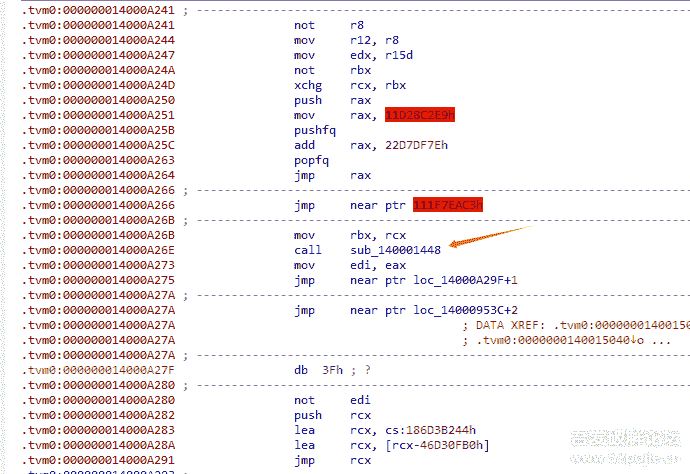 .tvm0:000000014000A241 ; ---------------------------------------------------------------
.tvm0:000000014000A241 not r8
.tvm0:000000014000A244 mov r12, r8
.tvm0:000000014000A247 mov edx, r15d
.tvm0:000000014000A24A not rbx
.tvm0:000000014000A24D xchg rcx, rbx
.tvm0:000000014000A250 push rax
.tvm0:000000014000A251 mov rax, 11D28C2E9h
.tvm0:000000014000A25B pushfq
.tvm0:000000014000A25C add rax, 22D7DF7Eh
.tvm0:000000014000A263 popfq
.tvm0:000000014000A264 jmp rax
.tvm0:000000014000A266 ; ---------------------------------------------------------------
.tvm0:000000014000A266 jmp near ptr 111F7EAC3h
.tvm0:000000014000A26B ; ---------------------------------------------------------------
.tvm0:000000014000A26B mov rbx, rcx
.tvm0:000000014000A26E call sub_140001448
.tvm0:000000014000A273 mov edi, eax
.tvm0:000000014000A275 jmp near ptr loc_14000A29F+1
.tvm0:000000014000A27A ; ---------------------------------------------------------------
.tvm0:000000014000A27A jmp near ptr loc_14000953C+2
.tvm0:000000014000A27A ; DATA XREF: .tvm0:00000001400150
.tvm0:000000014000A27A ; .tvm0:0000000140015040↓o ...
.tvm0:000000014000A27A ; ---------------------------------------------------------------
.tvm0:000000014000A27F db 3Fh ; ?
.tvm0:000000014000A280 ; ---------------------------------------------------------------
.tvm0:000000014000A280 not edi
.tvm0:000000014000A282 push rcx
.tvm0:000000014000A283 lea rcx, cs:186D3B244h
.tvm0:000000014000A28A lea rcx, [rcx-46D30FB0h]
.tvm0:000000014000A291 jmp rcx